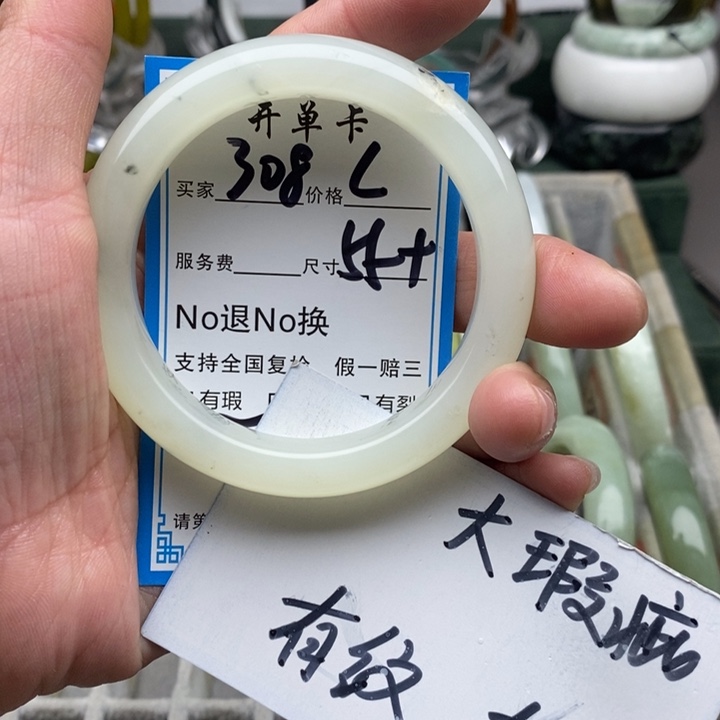 开单卡
买家 308 价格 L
服务费 尺寸 54+
No退No换
支持全国复检 假一赔三
有瑕 有裂
请第
大瑕疵
有纹